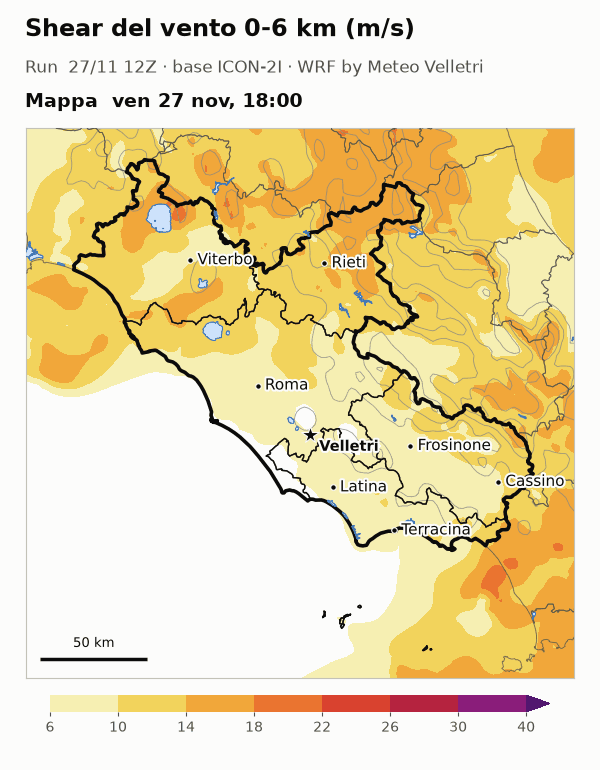 Shear del vento 0-6 km (m/s)
Run  27/11 12Z · base ICON-2I · WRF by Meteo Velletri
Mappa  ven 27 nov, 18:00
Viterbo
Rieti
Roma
Velletri
Frosinone
Cassino
Latina
Terracina
50 km
6 10 14 18 22 26 30 40